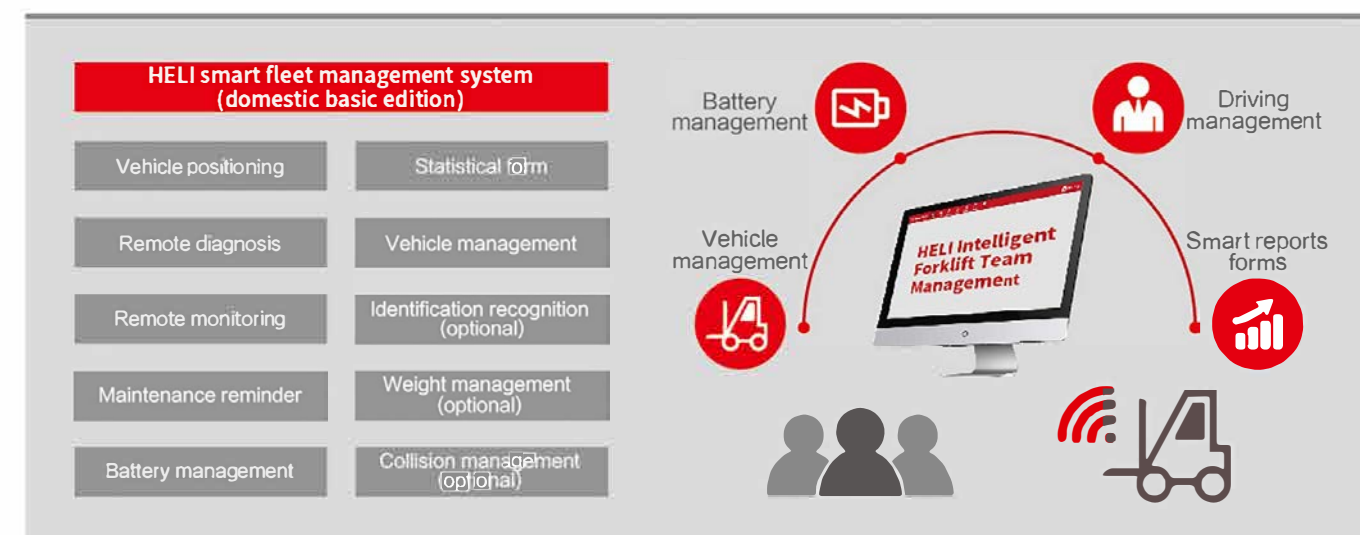 HELI smart fleet management system
(domestic basic edition)
Vehicle positioning
Statistical form
Remote diagnosis
Vehicle management
Remote monitoring
Identification recognition
(optional)
Maintenance reminder
Weight management
(optional)
Battery management
Collision management
(optional)
Battery
management
Driving
management
Vehicle
management
Smart reports
forms
HELI Intelligent
Forklift Team
Management